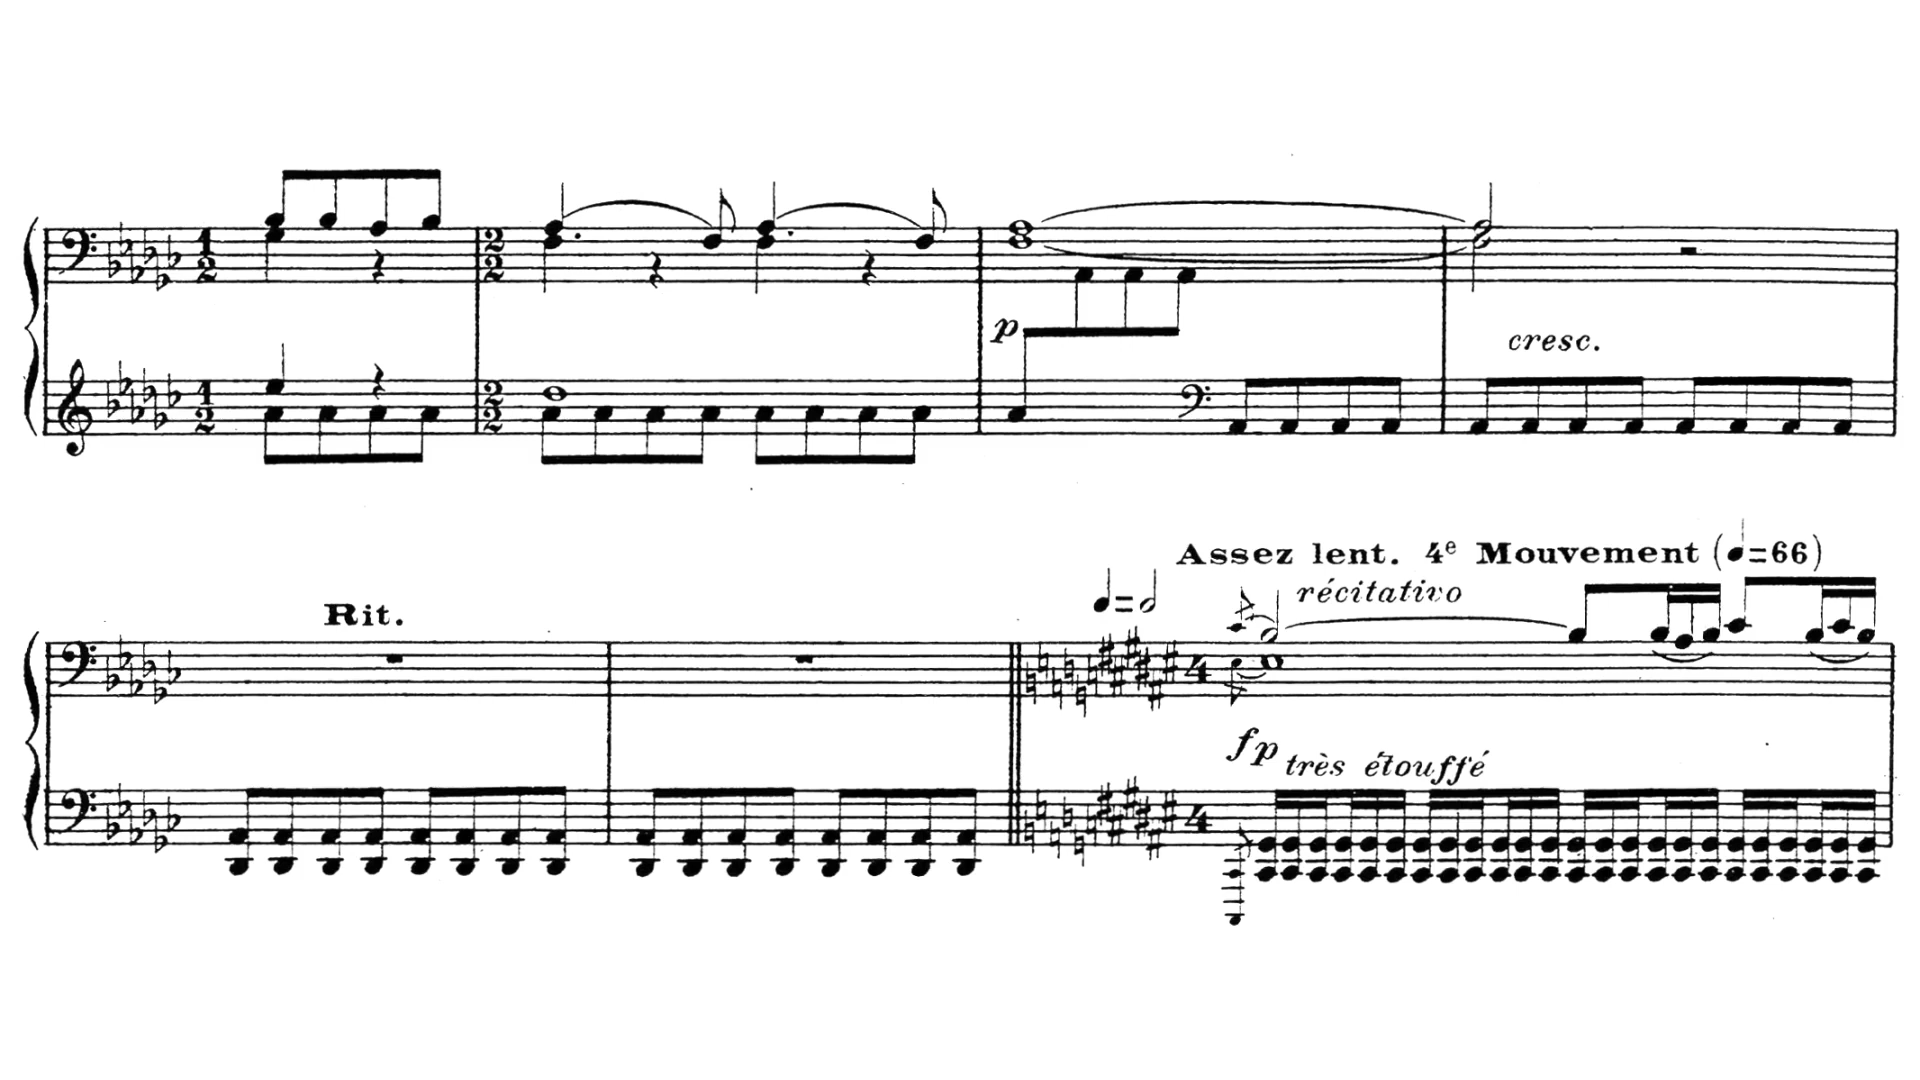 p
cresc.
Rit.
Assez lent. 4e Mouvement (♩=66)
♩=𝅗𝅥
récitativo
fp
très étouffé